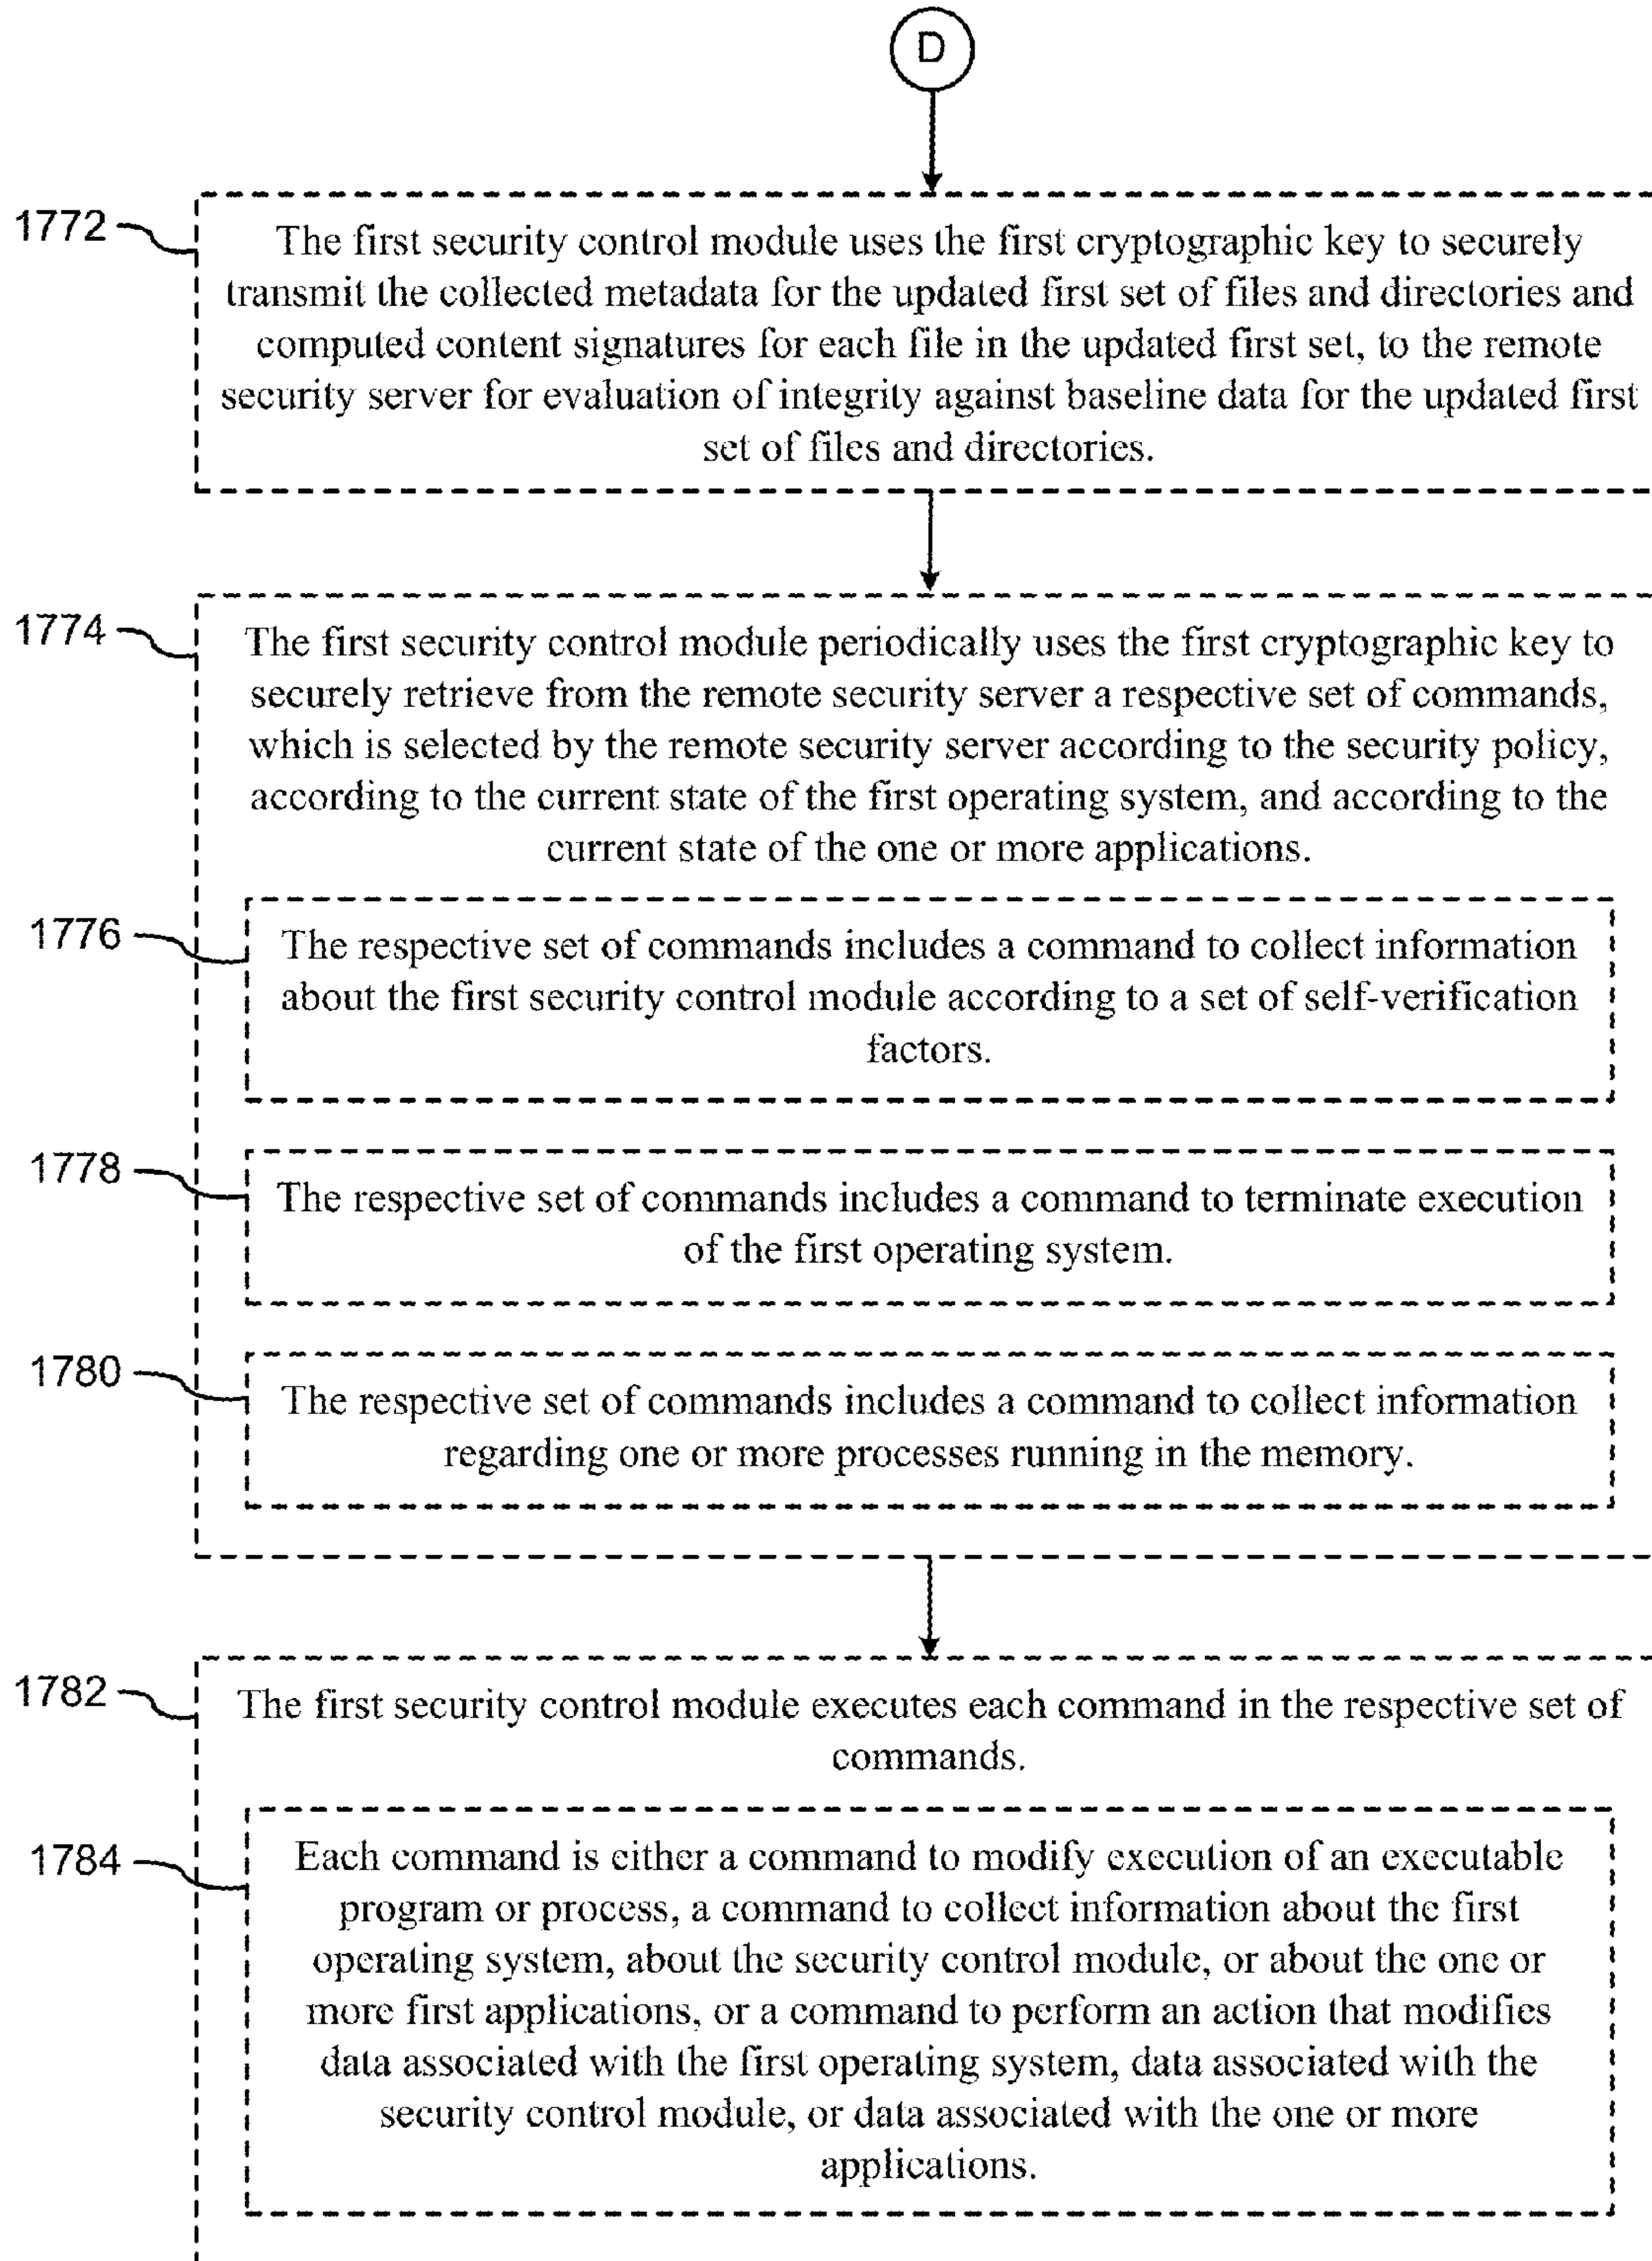 D
1772
The first security control module uses the first cryptographic key to securely
transmit the collected metadata for the updated first set of files and directories and
computed content signatures for each file in the updated first set, to the remote
security server for evaluation of integrity against baseline data for the updated first
set of files and directories.
1774
The first security control module periodically uses the first cryptographic key to
securely retrieve from the remote security server a respective set of commands,
which is selected by the remote security server according to the security policy,
according to the current state of the first operating system, and according to the
current state of the one or more applications.
1776
The respective set of commands includes a command to collect information
about the first security control module according to a set of self-verification
factors.
1778
The respective set of commands includes a command to terminate execution
of the first operating system.
1780
The respective set of commands includes a command to collect information
regarding one or more processes running in the memory.
1782
The first security control module executes each command in the respective set of
commands.
1784
Each command is either a command to modify execution of an executable
program or process, a command to collect information about the first
operating system, about the security control module, or about the one or
more first applications, or a command to perform an action that modifies
data associated with the first operating system, data associated with the
security control module, or data associated with the one or more
applications.